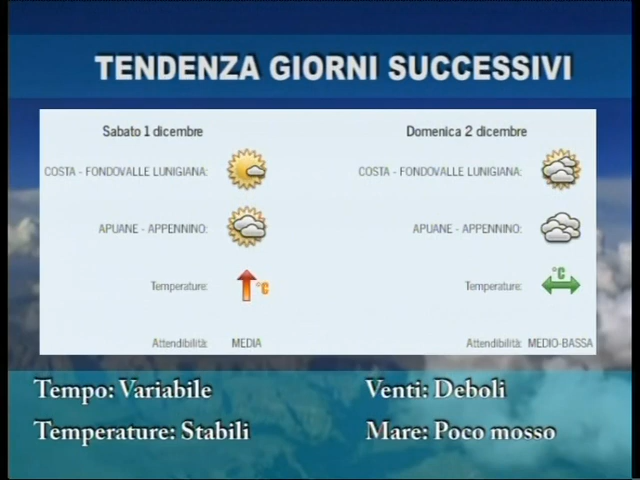 TENDENZA GIORNI SUCCESSIVI
Sabato 1 dicembre
COSTA - FONDOVALLE LUNIGIANA:
APUANE - APPENNINO:
Temperature: °C
Attendibilità: MEDIA
Domenica 2 dicembre
COSTA - FONDOVALLE LUNIGIANA:
APUANE - APPENNINO:
Temperature: °C
Attendibilità: MEDIO-BASSA
Tempo: Variabile
Temperature: Stabili
Venti: Deboli
Mare: Poco mosso